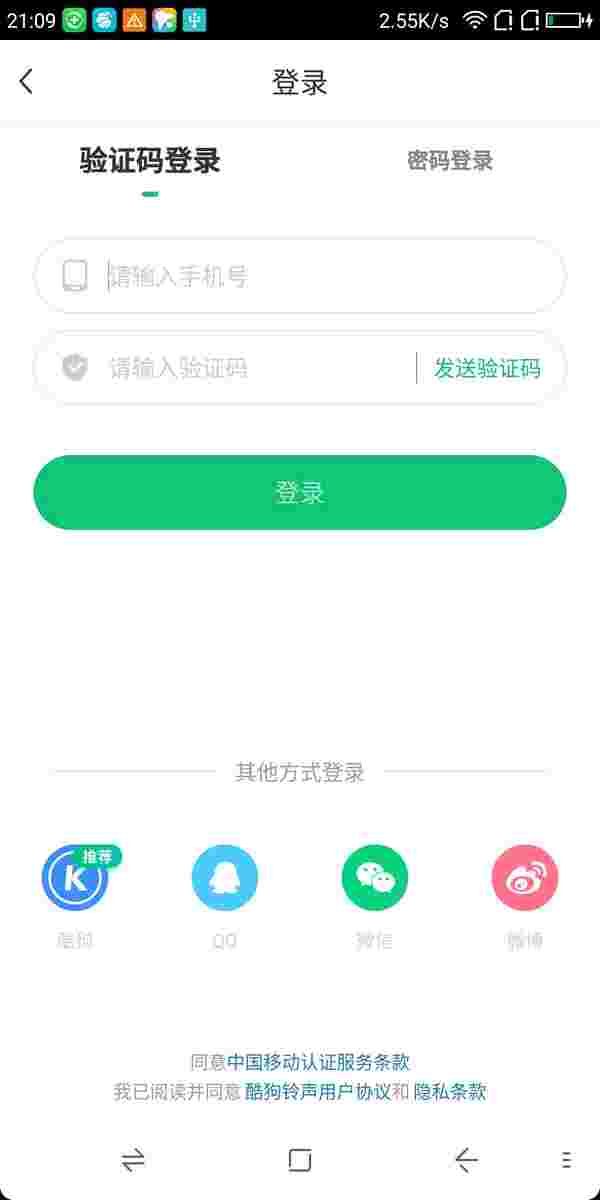 21:09 2.55K/s
登录
验证码登录 密码登录
请输入手机号
请输入验证码 发送验证码
登录
其他方式登录
推荐
K
酷狗 QQ 微信 微博
同意中国移动认证服务条款
我已阅读并同意 酷狗铃声用户协议和 隐私条款